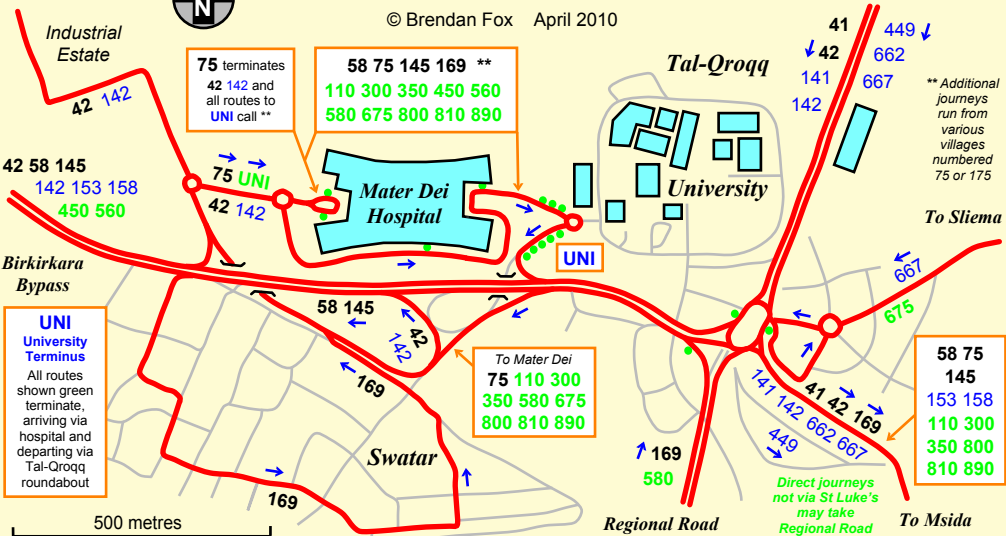 N
© Brendan Fox April 2010
Industrial
Estate
42 142
75 terminates
42 142 and
all routes to
UNI call **
58 75 145 169 **
110 300 350 450 560
580 675 800 810 890
Tal-Qroqq
41
42
141
142
449
662
667
** Additional
journeys
run from
various
villages
numbered
75 or 175
42 58 145
142 153 158
450 560
75 UNI
42 142
Mater Dei
Hospital
University
UNI
To Sliema
667
675
Birkirkara
Bypass
UNI
University
Terminus
All routes
shown green
terminate,
arriving via
hospital and
departing via
Tal-Qroqq
roundabout
58 145
42
142
169
To Mater Dei
75 110 300
350 580 675
800 810 890
41 42 169
141 142 662 667
449
58 75
145
153 158
110 300
350 800
810 890
Swatar
169
169
580
Direct journeys
not via St Luke's
may take
Regional Road
500 metres
Regional Road
To Msida